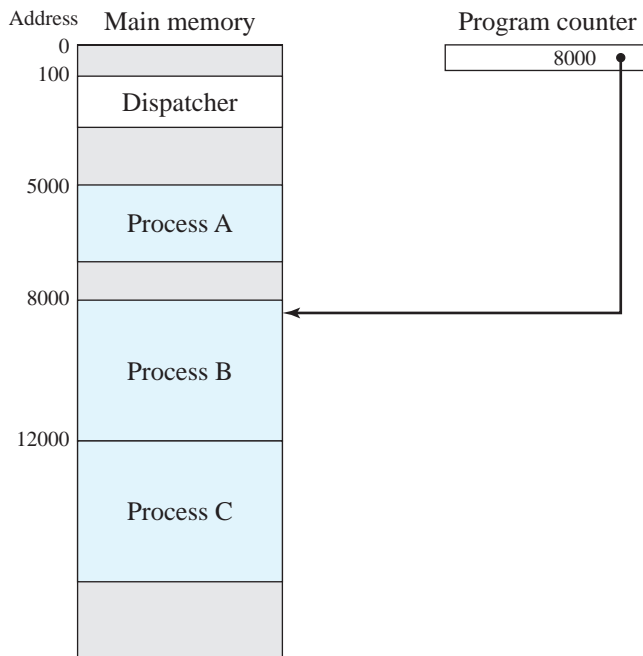 Address
Main memory
Program counter
0
8000
100
Dispatcher
5000
Process A
8000
Process B
12000
Process C